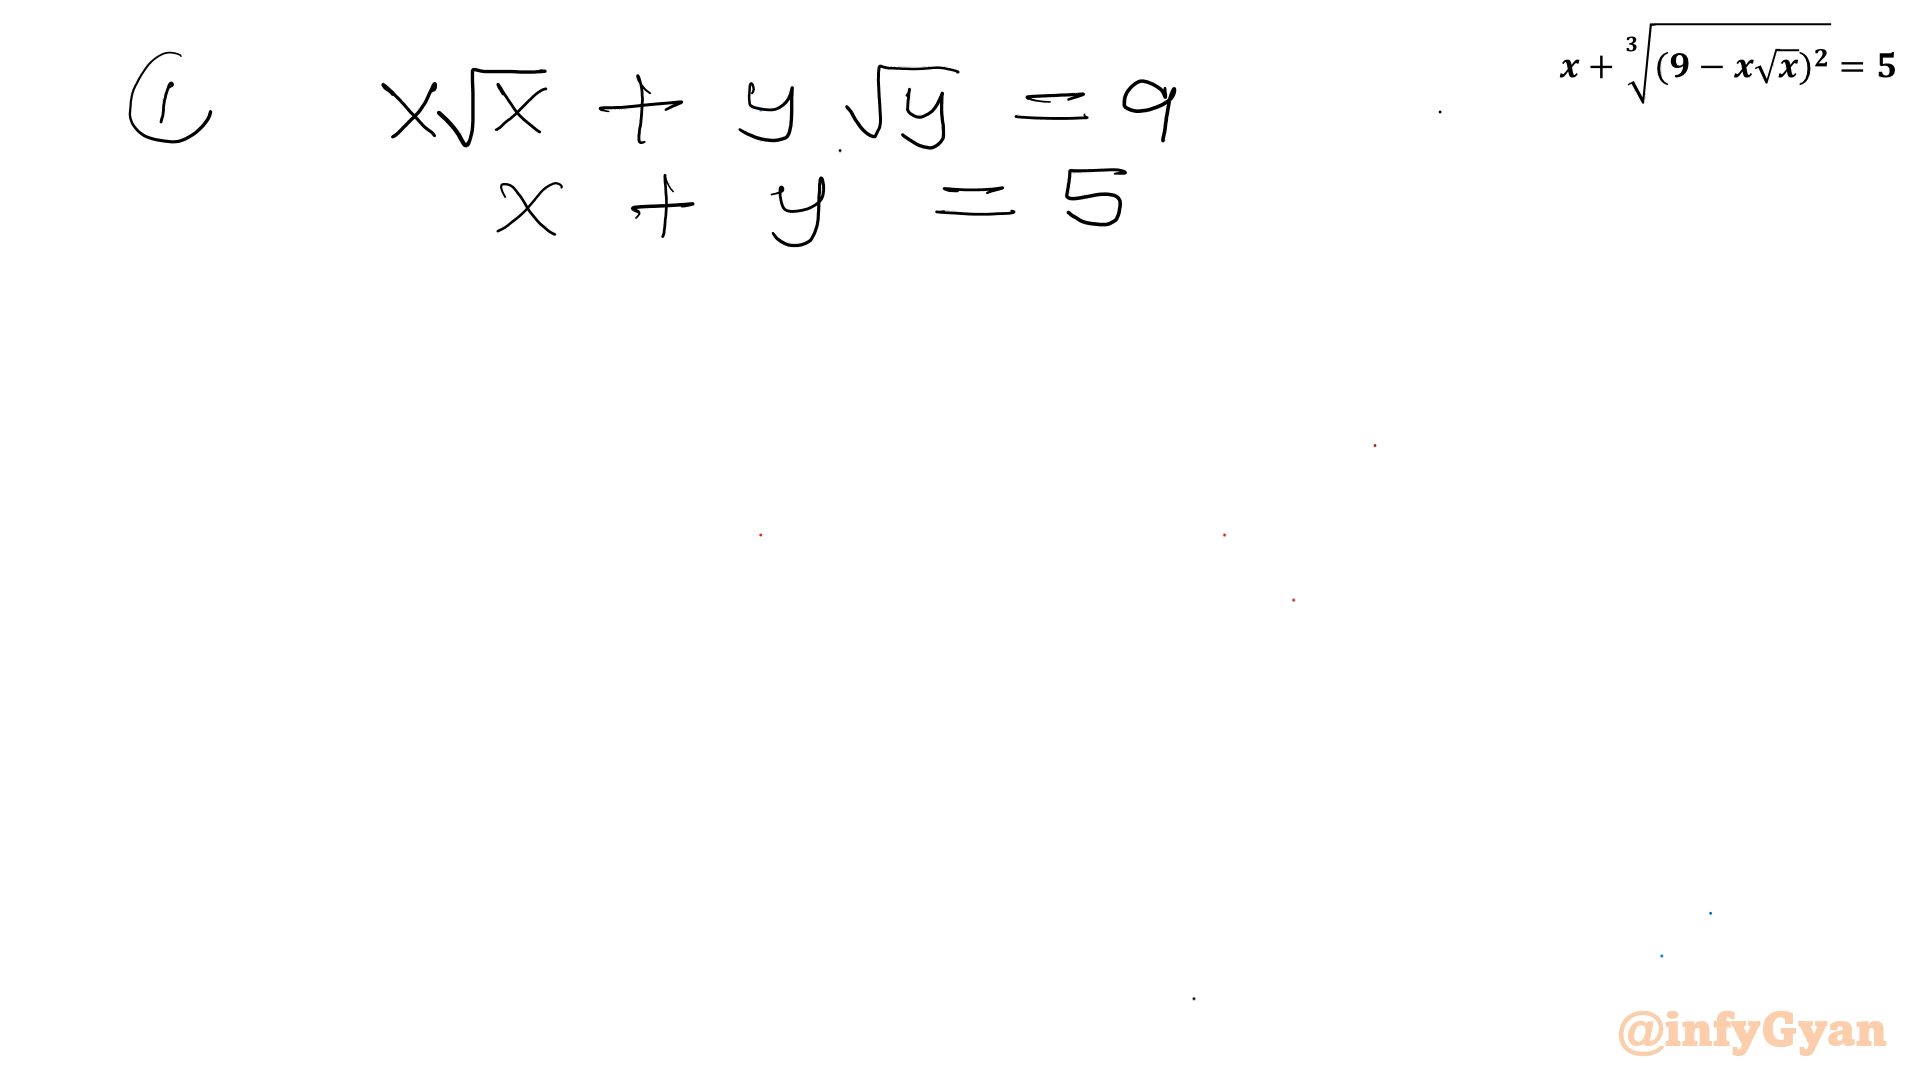 ① x√x + y√y = 9
x + y = 5
x + ∛(9 − x√x)² = 5
@infyGyan